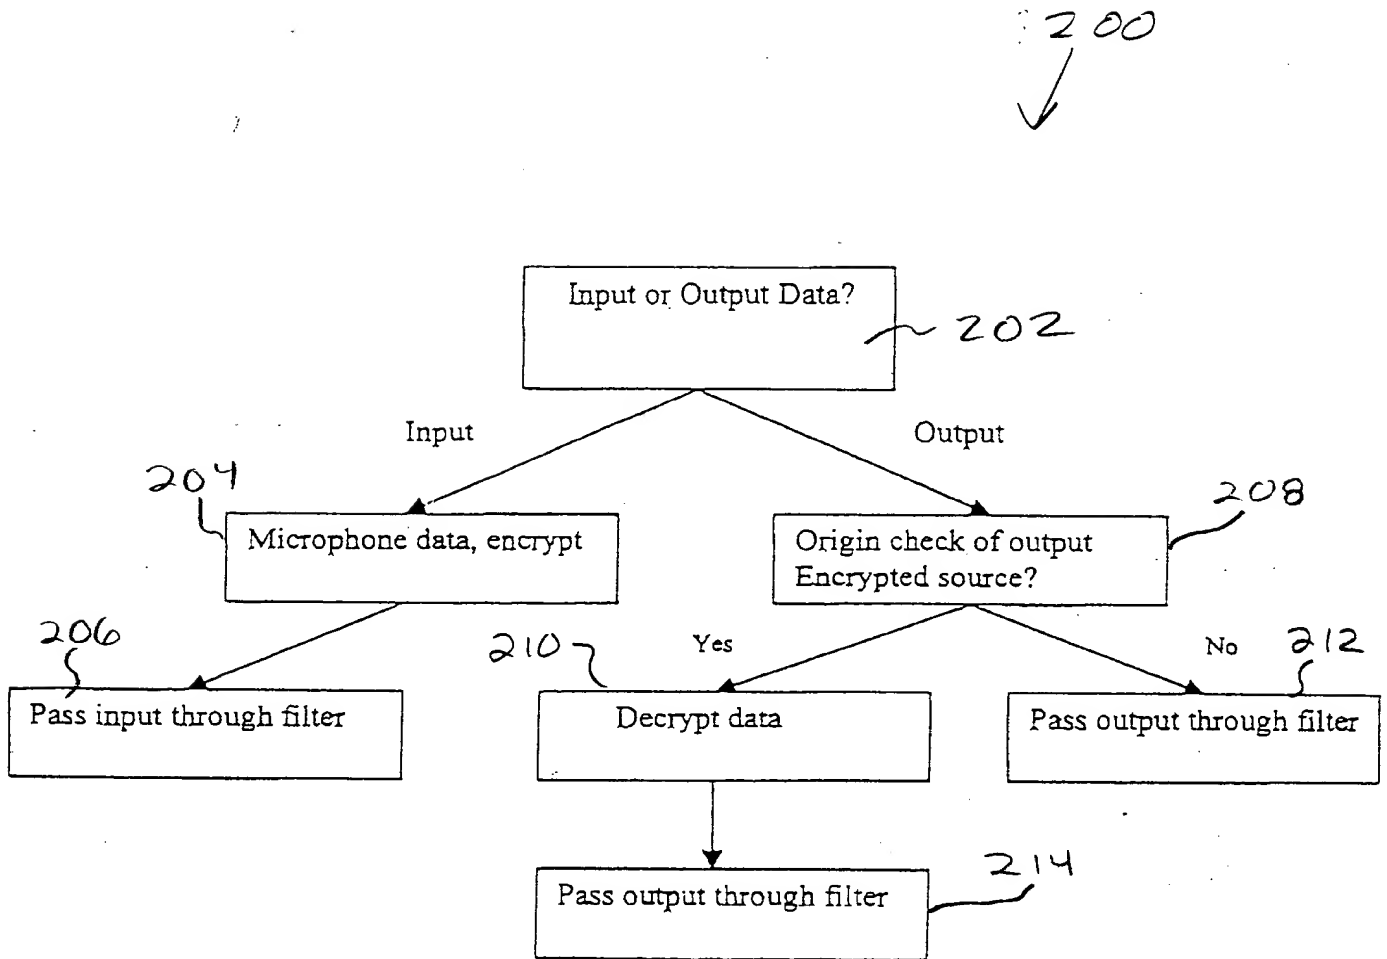 200
Input or Output Data?
202
Input
Output
204
208
Microphone data, encrypt
Origin check of output
Encrypted source?
206
210
Yes
No
212
Pass input through filter
Decrypt data
Pass output through filter
214
Pass output through filter